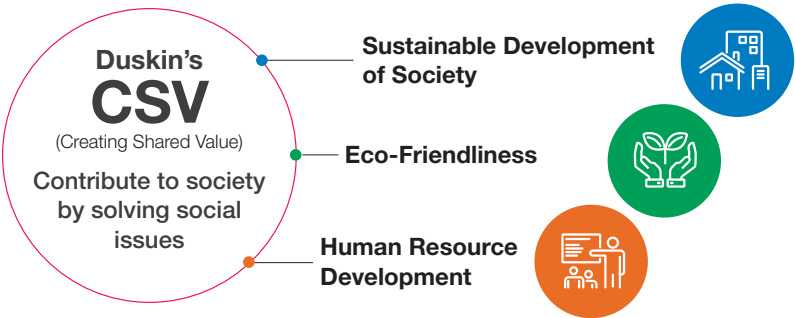 Duskin's
CSV
(Creating Shared Value)
Contribute to society
by solving social
issues
Sustainable Development
of Society
Eco-Friendliness
Human Resource
Development